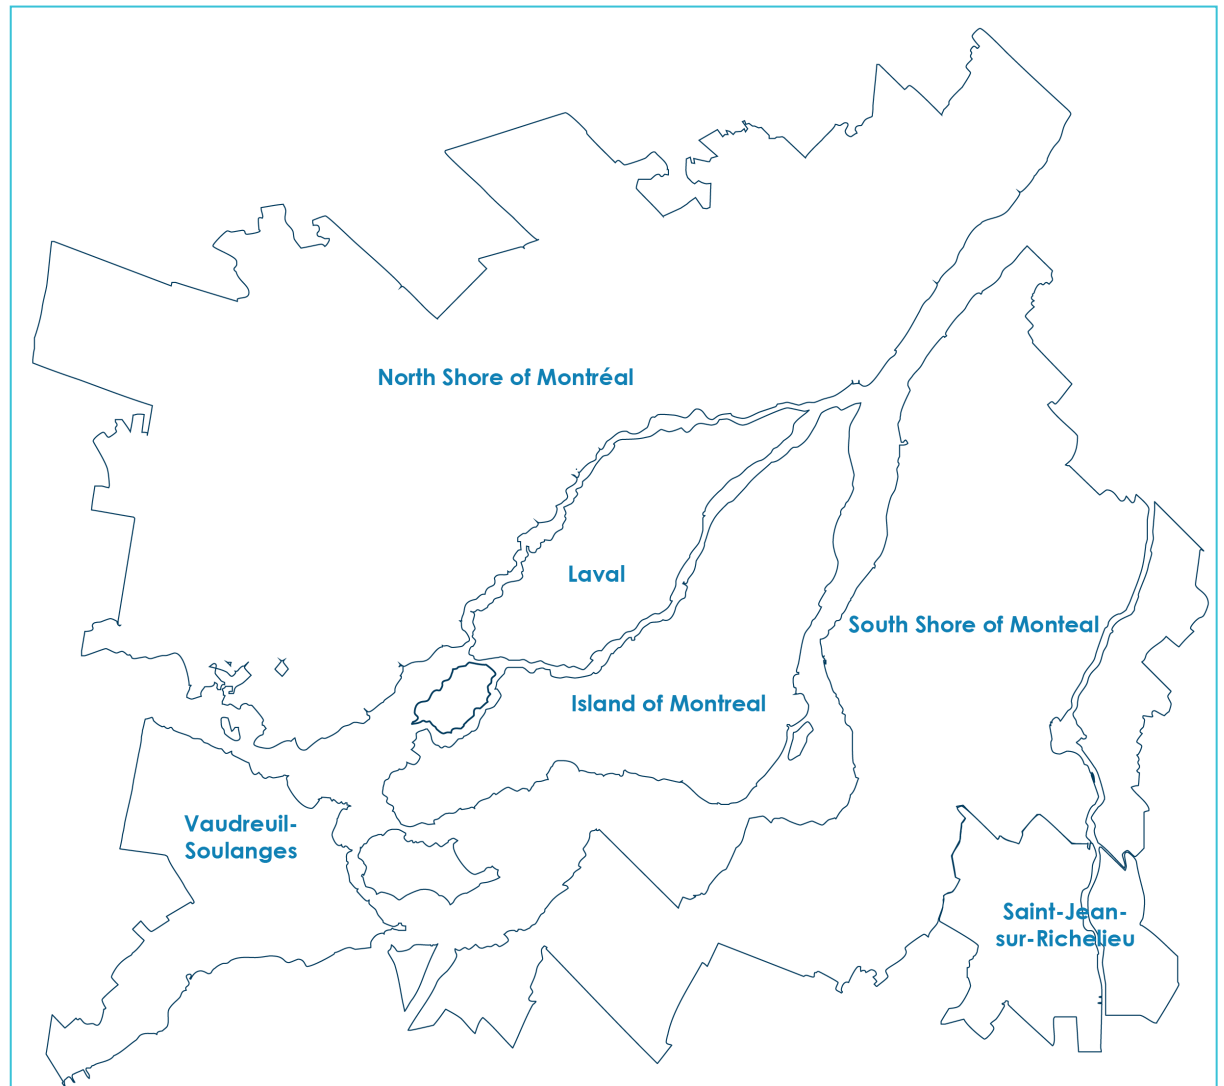 North Shore of Montréal
Laval
South Shore of Monteal
Island of Montreal
Vaudreuil-
Soulanges
Saint-Jean-
sur-Richelieu